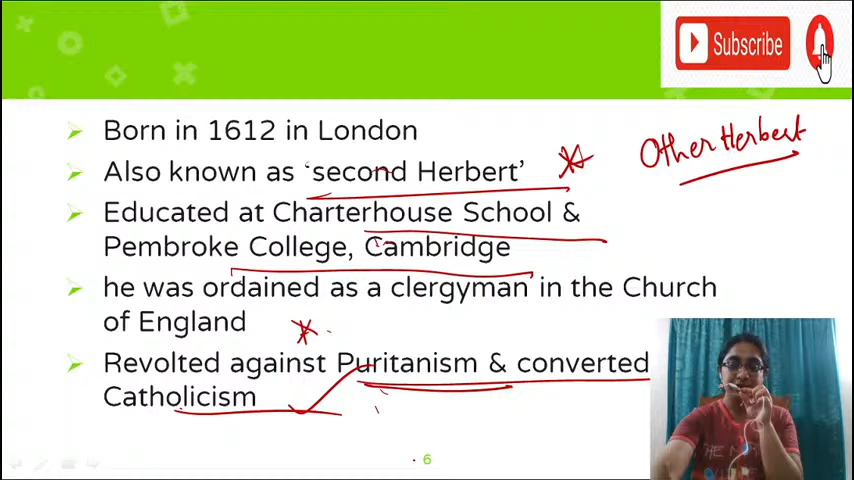 Subscribe
Born in 1612 in London
Other Herbert
Also known as ‘second Herbert’
Educated at Charterhouse School &
Pembroke College, Cambridge
he was ordained as a clergyman in the Church
of England
Revolted against Puritanism & converted
Catholicism
6